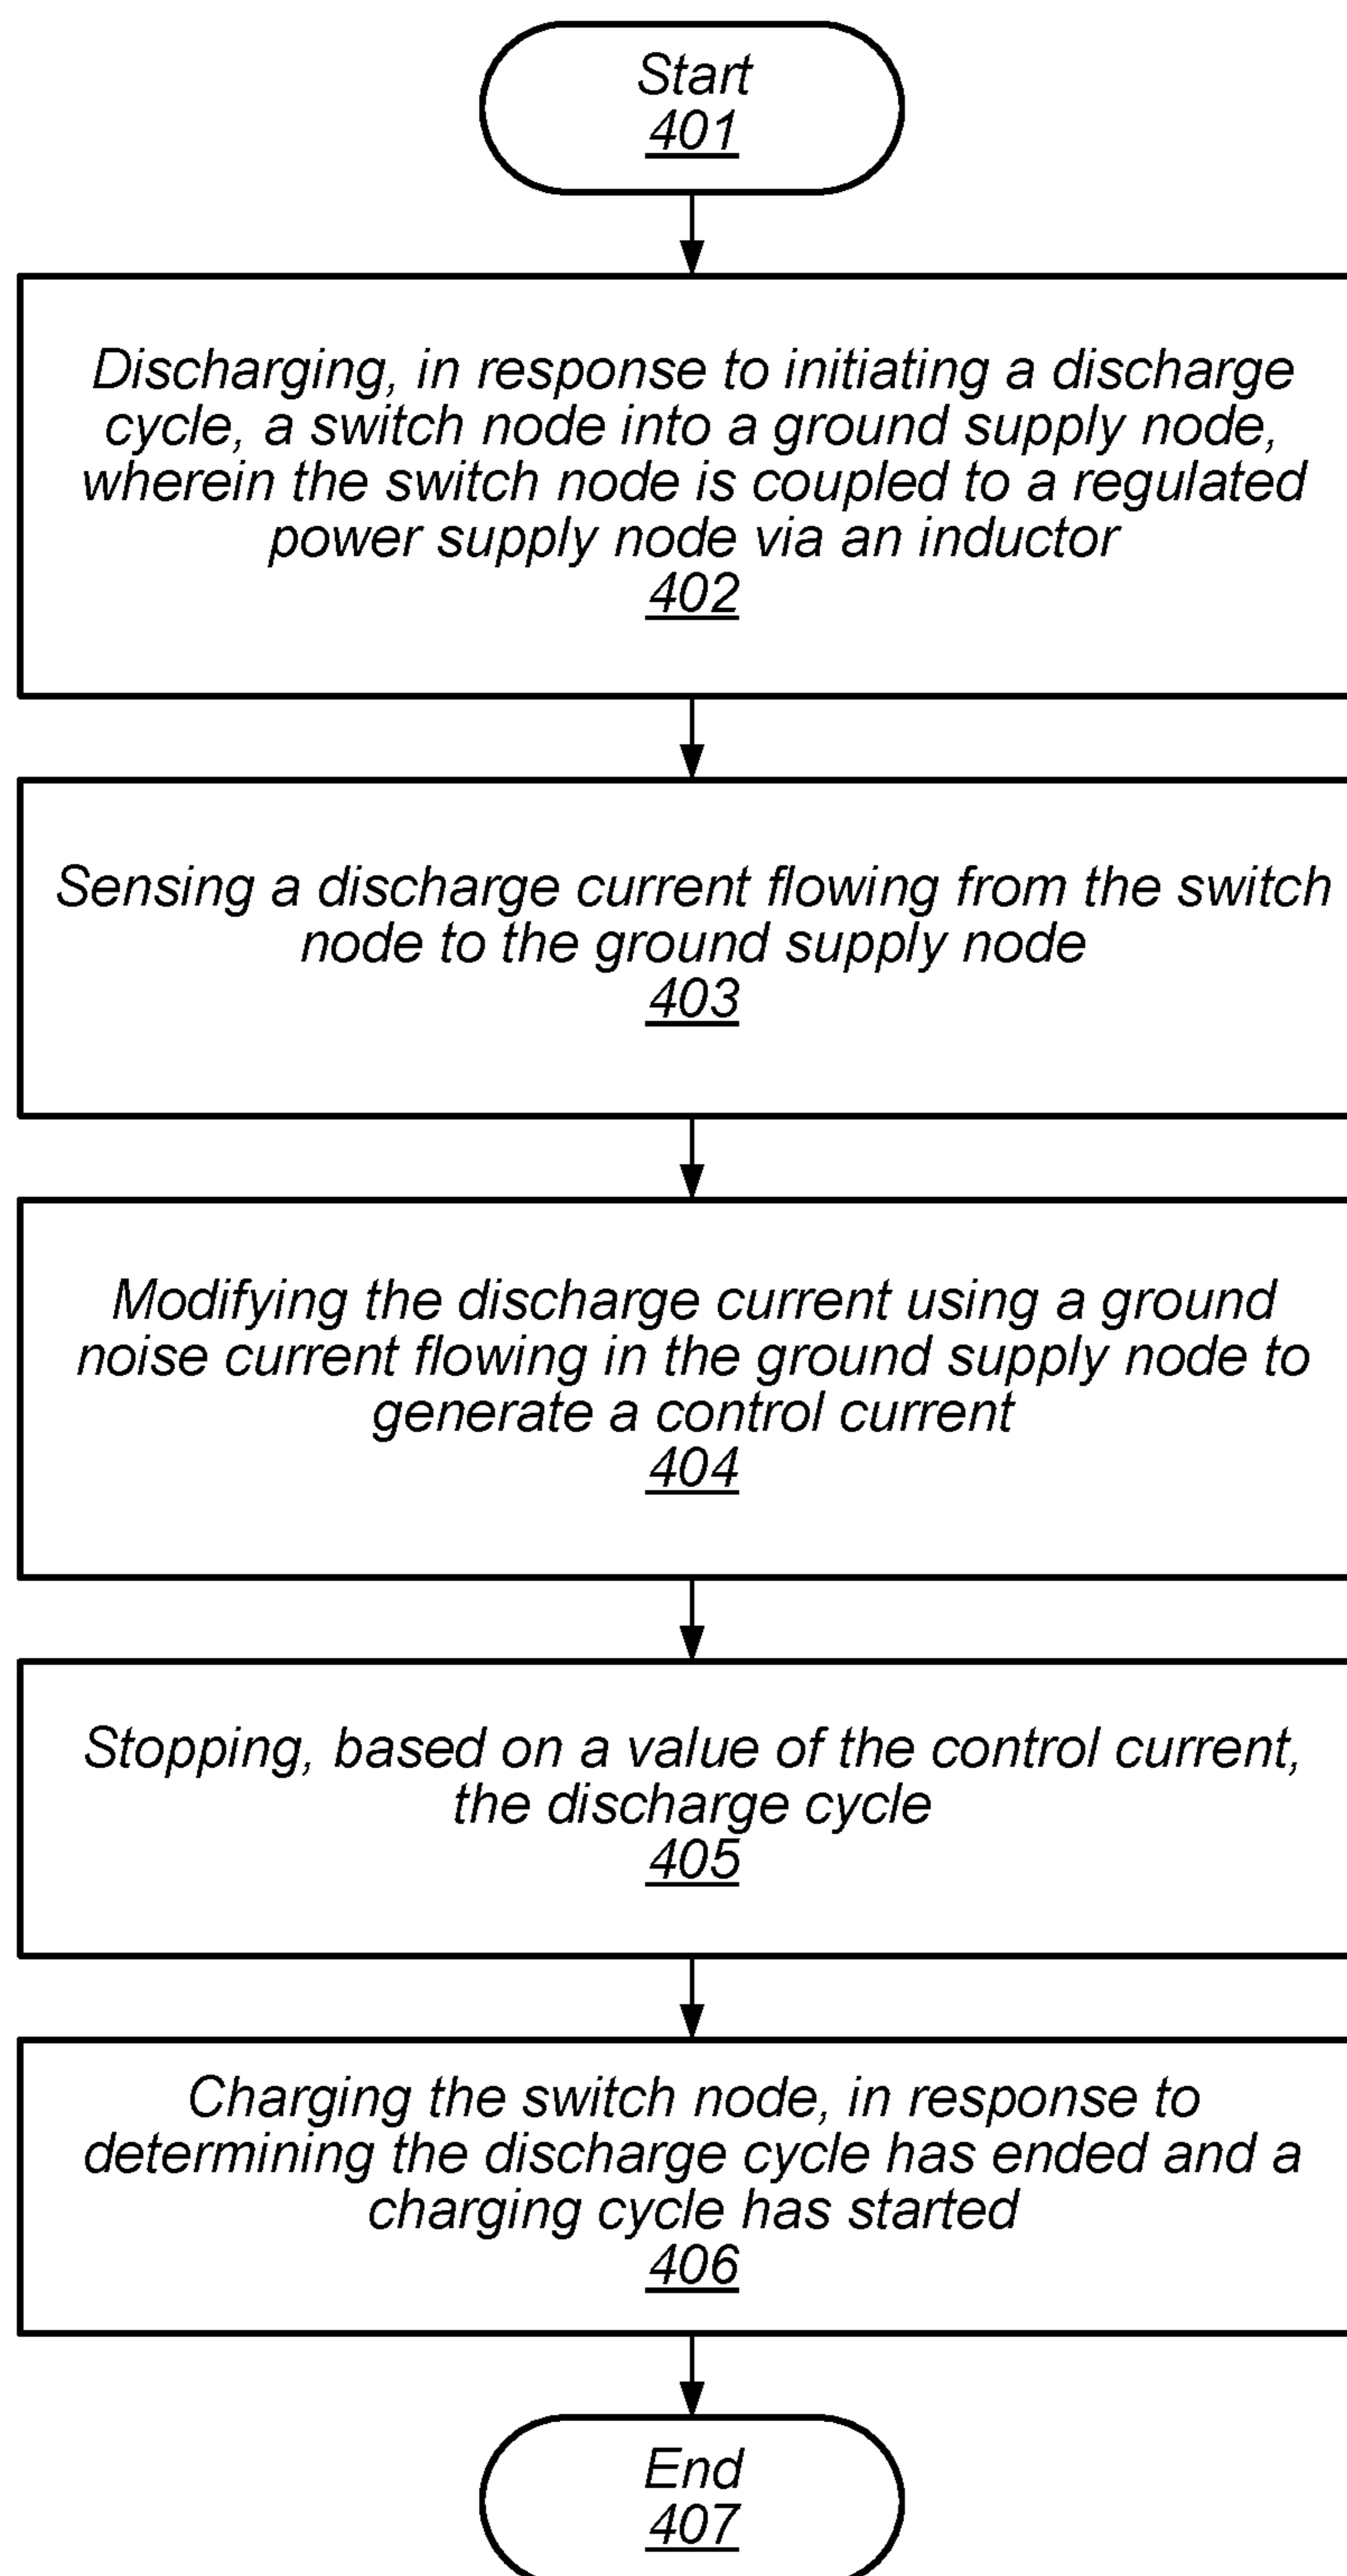 Start
401
Discharging, in response to initiating a discharge
cycle, a switch node into a ground supply node,
wherein the switch node is coupled to a regulated
power supply node via an inductor
402
Sensing a discharge current flowing from the switch
node to the ground supply node
403
Modifying the discharge current using a ground
noise current flowing in the ground supply node to
generate a control current
404
Stopping, based on a value of the control current,
the discharge cycle
405
Charging the switch node, in response to
determining the discharge cycle has ended and a
charging cycle has started
406
End
407